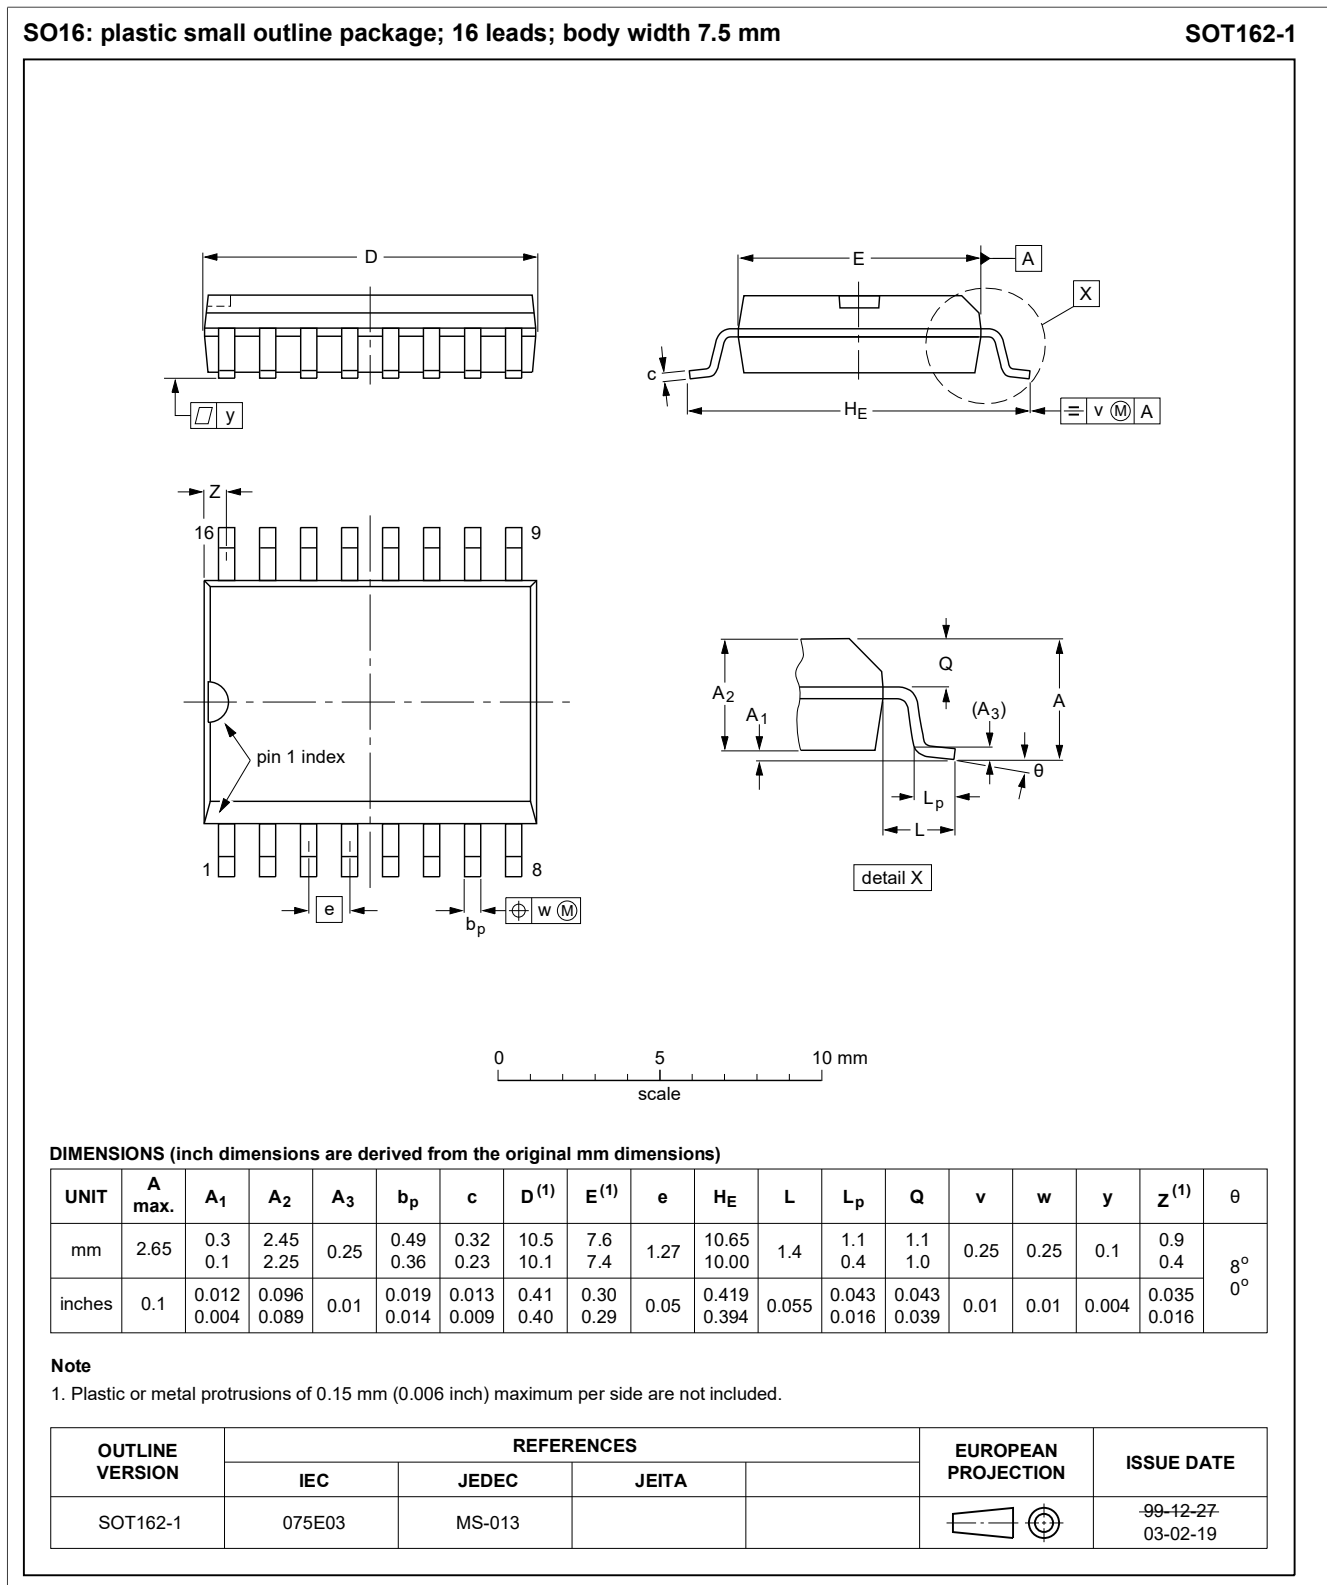 SO16: plastic small outline package; 16 leads; body width 7.5 mm SOT162-1
D
y
E
A
X
c
HE
v M A
Z
16
9
pin 1 index
1
8
e
bp
w M
Q
A2
A1
(A3)
A
θ
Lp
L
detail X
0 5 10 mm
scale
DIMENSIONS (inch dimensions are derived from the original mm dimensions)
UNIT A max. A1 A2 A3 bp c D(1) E(1) e HE L Lp Q v w y Z(1) θ
mm 2.65 0.3 0.1 2.45 2.25 0.25 0.49 0.36 0.32 0.23 10.5 10.1 7.6 7.4 1.27 10.65 10.00 1.4 1.1 0.4 1.1 1.0 0.25 0.25 0.1 0.9 0.4 8° 0°
inches 0.1 0.012 0.004 0.096 0.089 0.01 0.019 0.014 0.013 0.009 0.41 0.40 0.30 0.29 0.05 0.419 0.394 0.055 0.043 0.016 0.043 0.039 0.01 0.01 0.004 0.035 0.016
Note
1. Plastic or metal protrusions of 0.15 mm (0.006 inch) maximum per side are not included.
OUTLINE VERSION REFERENCES EUROPEAN PROJECTION ISSUE DATE
IEC JEDEC JEITA
SOT162-1 075E03 MS-013 99-12-27
03-02-19